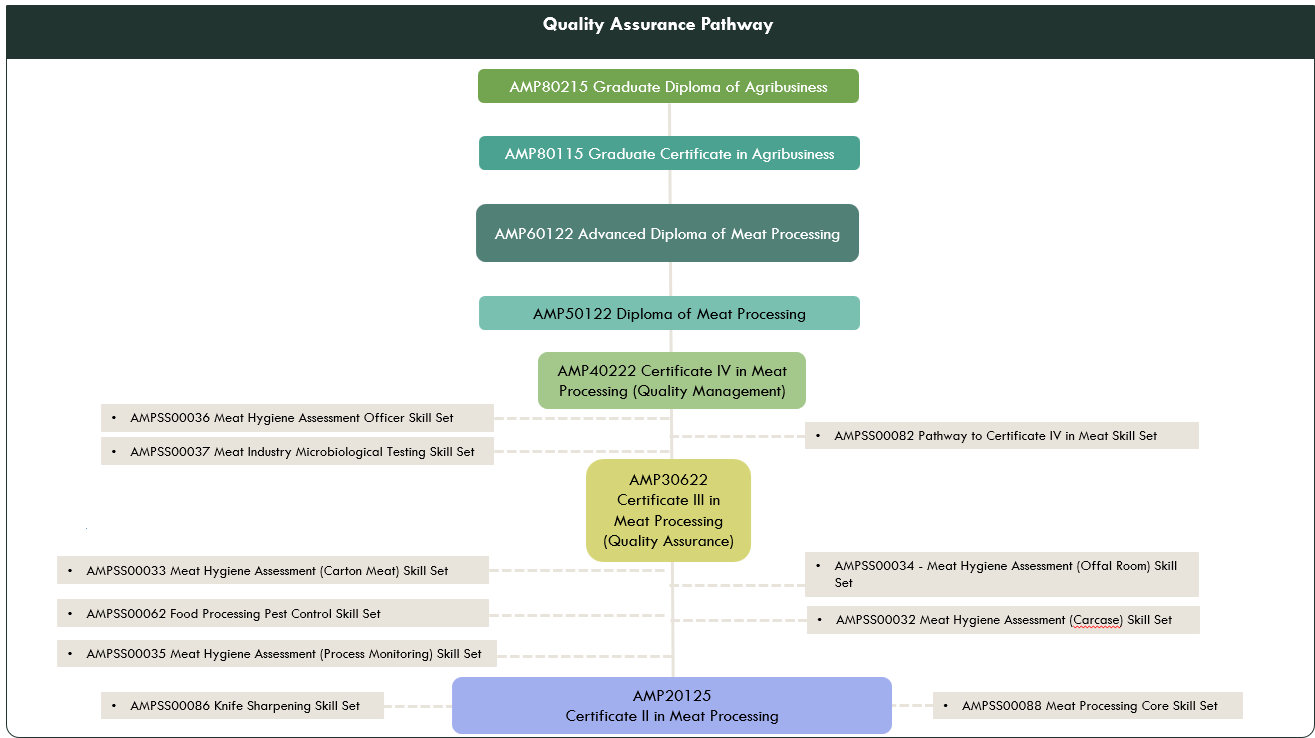 Quality Assurance Pathway
AMP80215 Graduate Diploma of Agribusiness
AMP80115 Graduate Certificate in Agribusiness
AMP60122 Advanced Diploma of Meat Processing
AMP50122 Diploma of Meat Processing
AMP40222 Certificate IV in Meat
Processing (Quality Management)
• AMPSS00036 Meat Hygiene Assessment Officer Skill Set
• AMPSS00082 Pathway to Certificate IV in Meat Skill Set
• AMPSS00037 Meat Industry Microbiological Testing Skill Set
AMP30622
Certificate III in
Meat Processing
(Quality Assurance)
• AMPSS00033 Meat Hygiene Assessment (Carton Meat) Skill Set
• AMPSS00034 - Meat Hygiene Assessment (Offal Room) Skill
Set
• AMPSS00062 Food Processing Pest Control Skill Set
• AMPSS00032 Meat Hygiene Assessment (Carcase) Skill Set
• AMPSS00035 Meat Hygiene Assessment (Process Monitoring) Skill Set
• AMPSS00086 Knife Sharpening Skill Set
AMP20125
Certificate II in Meat Processing
• AMPSS00088 Meat Processing Core Skill Set